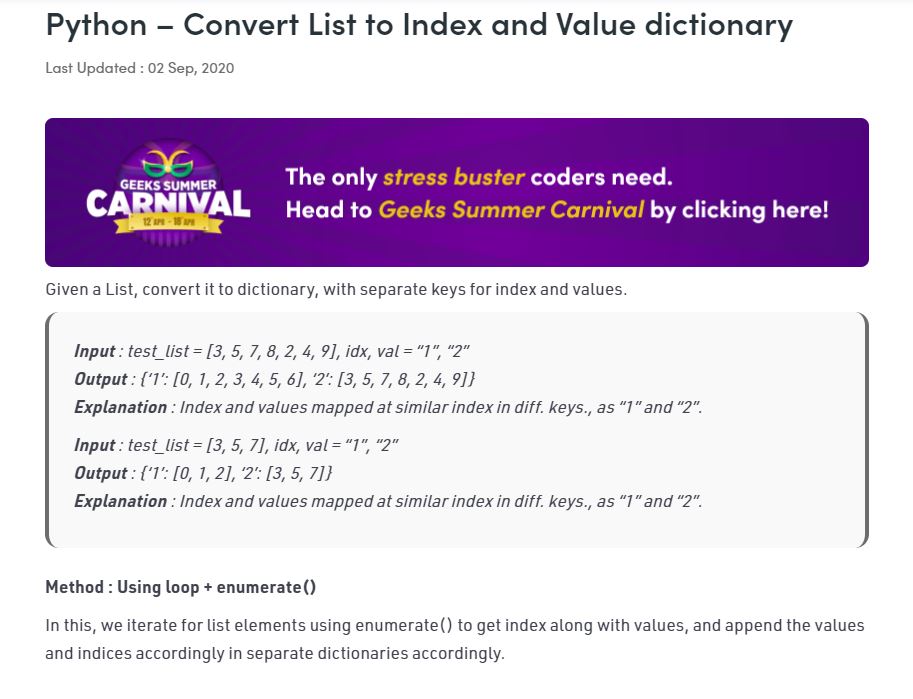 Python – Convert List to Index and Value dictionary
Last Updated : 02 Sep, 2020
GEEKS SUMMER
CARNIVAL
12 APR - 18 APR
The only stress buster coders need.
Head to Geeks Summer Carnival by clicking here!
Given a List, convert it to dictionary, with separate keys for index and values.
Input : test_list = [3, 5, 7, 8, 2, 4, 9], idx, val = “1”, “2”
Output : {‘1’: [0, 1, 2, 3, 4, 5, 6], ‘2’: [3, 5, 7, 8, 2, 4, 9]}
Explanation : Index and values mapped at similar index in diff. keys., as “1” and “2”.
Input : test_list = [3, 5, 7], idx, val = “1”, “2”
Output : {‘1’: [0, 1, 2], ‘2’: [3, 5, 7]}
Explanation : Index and values mapped at similar index in diff. keys., as “1” and “2”.
Method : Using loop + enumerate()
In this, we iterate for list elements using enumerate() to get index along with values, and append the values
and indices accordingly in separate dictionaries accordingly.